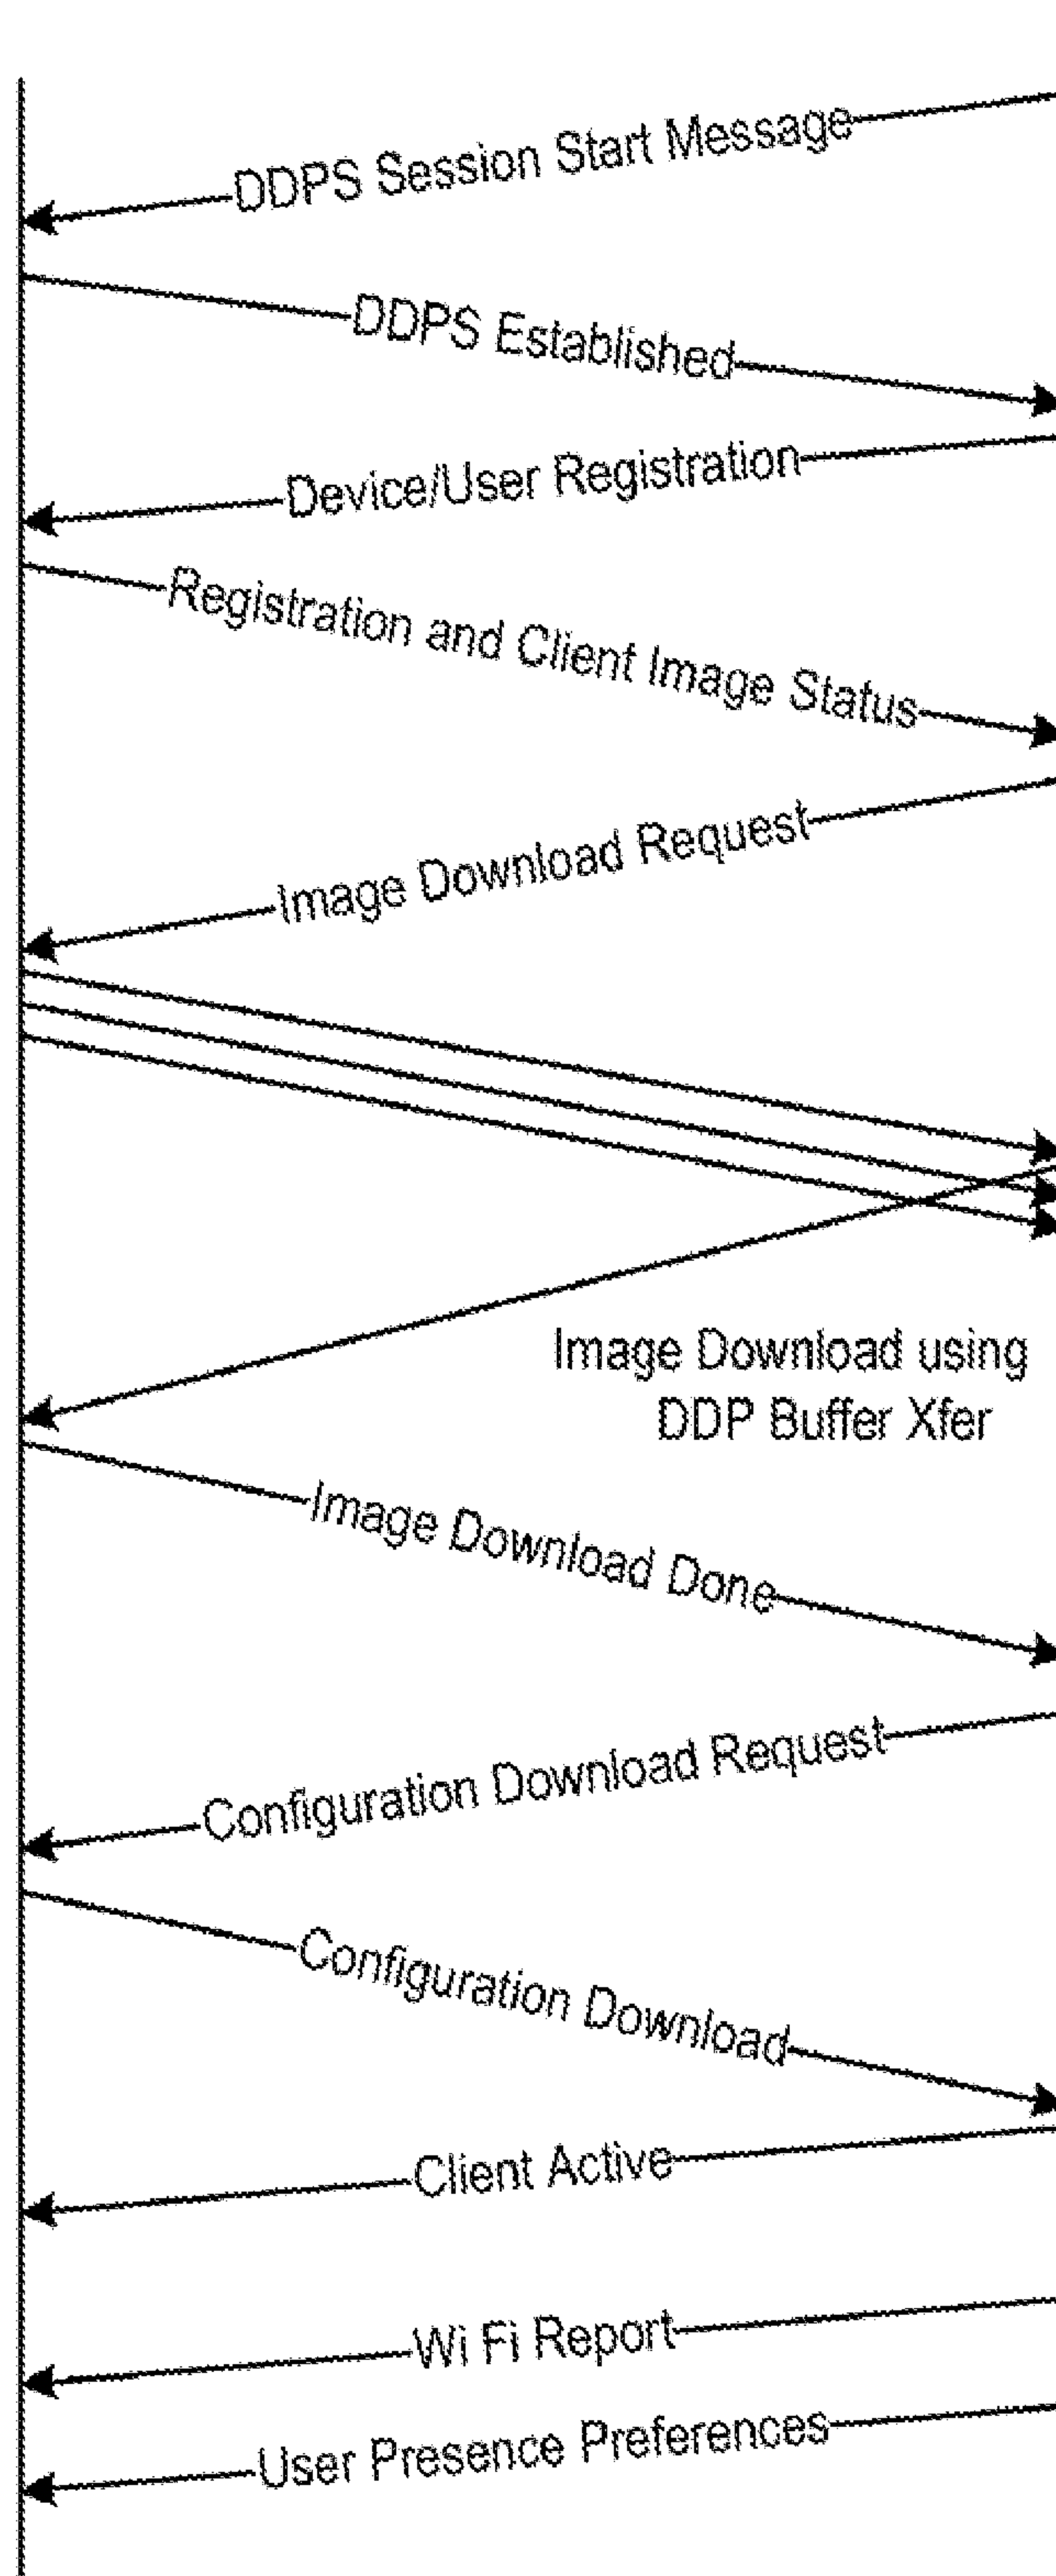 DDPS Session Start Message
DDPS Established
Device/User Registration
Registration and Client Image Status
Image Download Request
Image Download using
DDP Buffer Xfer
Image Download Done
Configuration Download Request
Configuration Download
Client Active
Wi Fi Report
User Presence Preferences